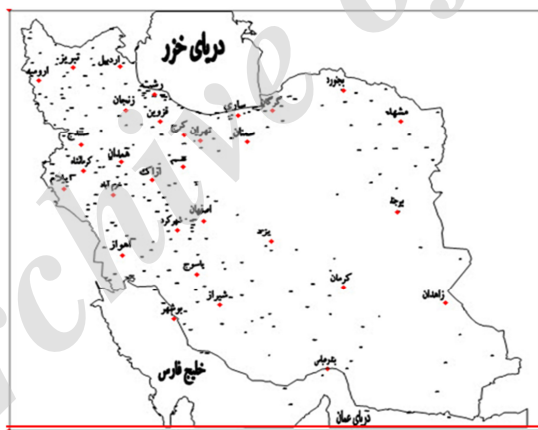 دریای خزر
اردبیل
تبریز
ارومیه
رشت
بجنورد
زنجان
گرگان
ساری
قزوین
مشهد
کرج
تهران
سمنان
سنندج
همدان
کرمانشاه
قم
اراک
ایلام
خرم آباد
بیرجند
اصفهان
شهرکرد
یزد
اهواز
یاسوج
کرمان
زاهدان
شیراز
بوشهر
بندرعباس
خلیج فارس
دریای عمان
Archive of